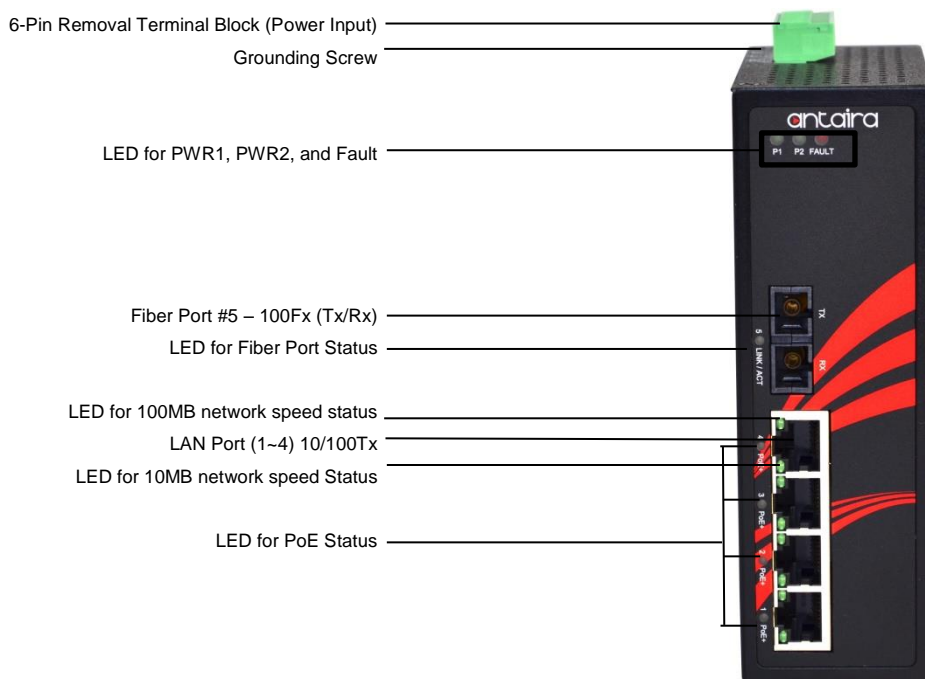 6-Pin Removal Terminal Block (Power Input)
Grounding Screw
antaira
LED for PWR1, PWR2, and Fault
P1 P2 FAULT
Fiber Port #5 – 100Fx (Tx/Rx)
TX
LED for Fiber Port Status
5 LINK / ACT
RX
LED for 100MB network speed status
LAN Port (1~4) 10/100Tx
4 PoE+
LED for 10MB network speed Status
3 PoE+
LED for PoE Status
2 PoE+
1 PoE+